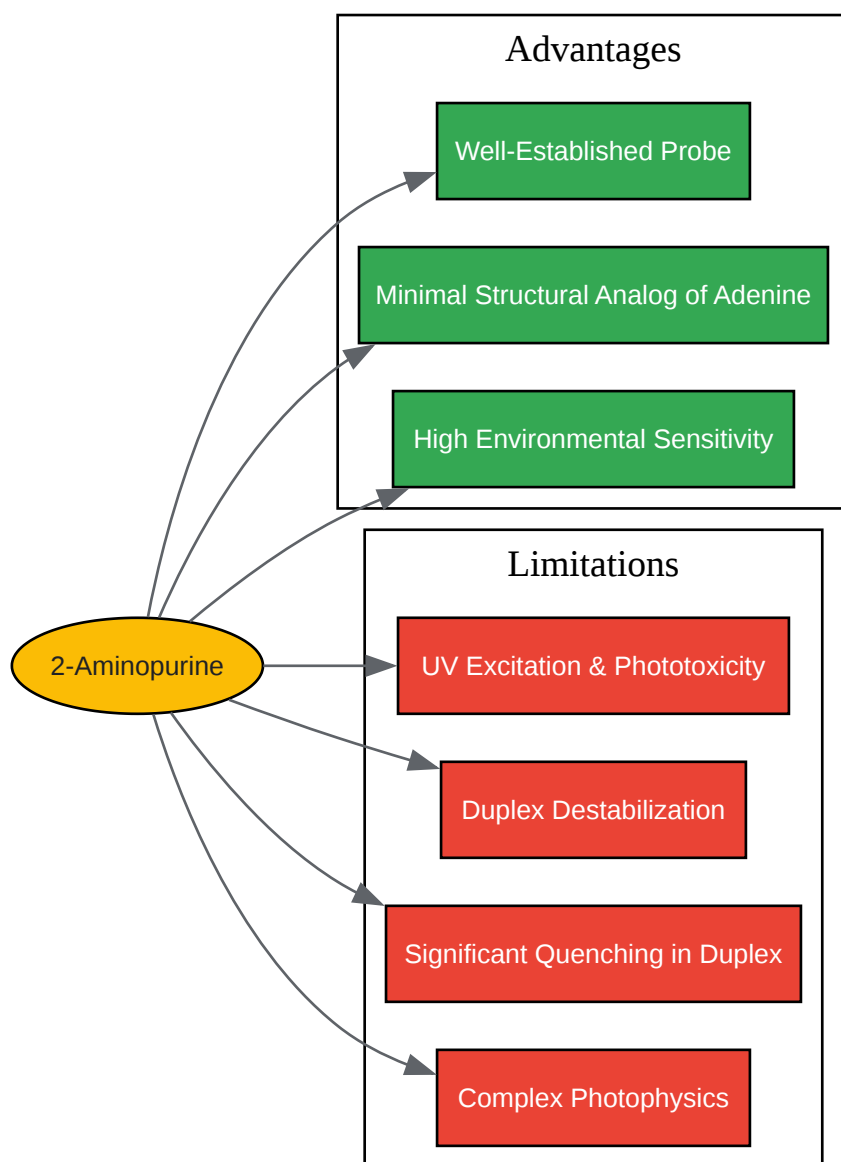 Advantages
Well-Established Probe
Minimal Structural Analog of Adenine
High Environmental Sensitivity
Limitations
2-Aminopurine
UV Excitation & Phototoxicity
Duplex Destabilization
Significant Quenching in Duplex
Complex Photophysics